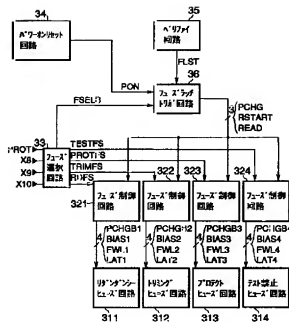 34
パワーオンリセット
回路
35
ベリファイ
回路
FLST
36
PON
ヒューズラッチ
トリガ回路
FSELB
3
PCHG
RSTART
READ
33
TESTFS
PROTFS
TRIMFS
RDFS
X8
X9
X10
フューズ
選択
回路
322
323
324
321
フューズ制御
回路
フューズ制御
回路
フューズ制御
回路
フューズ制御
回路
4
PCHGB1
BIAS1
FWL1
LAT1
4
BIAS2
FWL2
LAT2
4
PCHGB3
BIAS3
FWL3
LAT3
4
PCHGB4
BIAS4
FWL4
LAT4
リダンダンシー
ヒューズ回路
トリミング
ヒューズ回路
プロテクト
ヒューズ回路
テスト禁止
ヒューズ回路
311
312
313
314